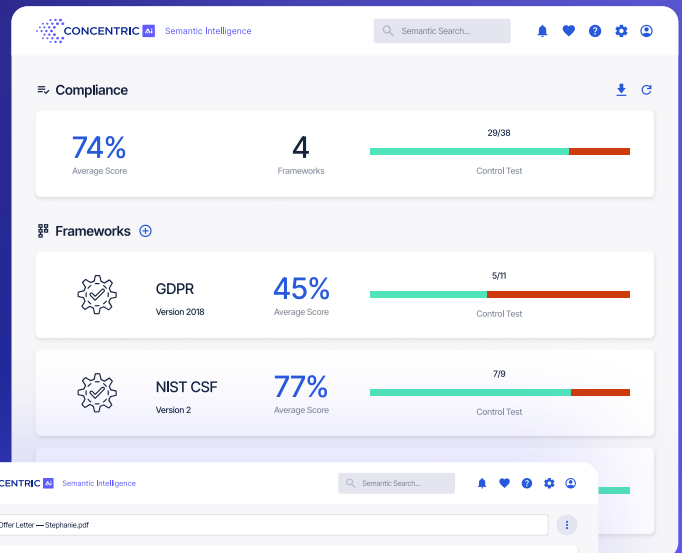 CONCENTRIC Ai Semantic Intelligence
Semantic Search...
Compliance
74%
Average Score
4
Frameworks
29/38
Control Test
Frameworks
GDPR
Version 2018
45%
Average Score
5/11
Control Test
NIST CSF
Version 2
77%
Average Score
7/9
Control Test
CENTRIC Ai Semantic Intelligence
Semantic Search...
Offer Letter — Stephanie.pdf